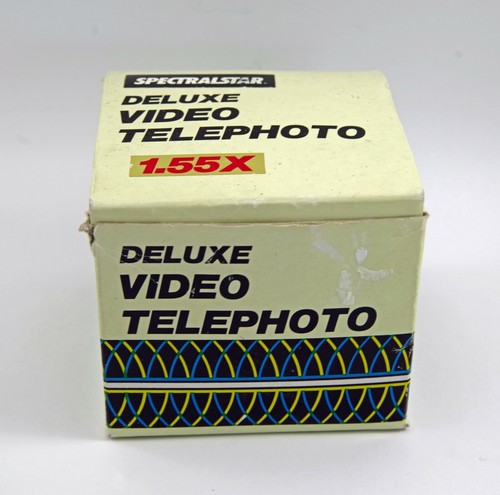 SPECTRALSTAR
DELUXE
VIDEO
TELEPHOTO
1.55X
DELUXE
VIDEO
TELEPHOTO